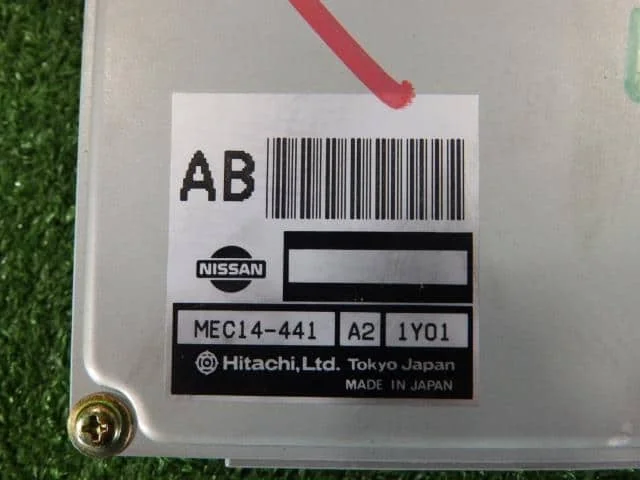 AB
NISSAN
MEC14-441 A2 1Y01
Hitachi, Ltd. Tokyo Japan
MADE IN JAPAN